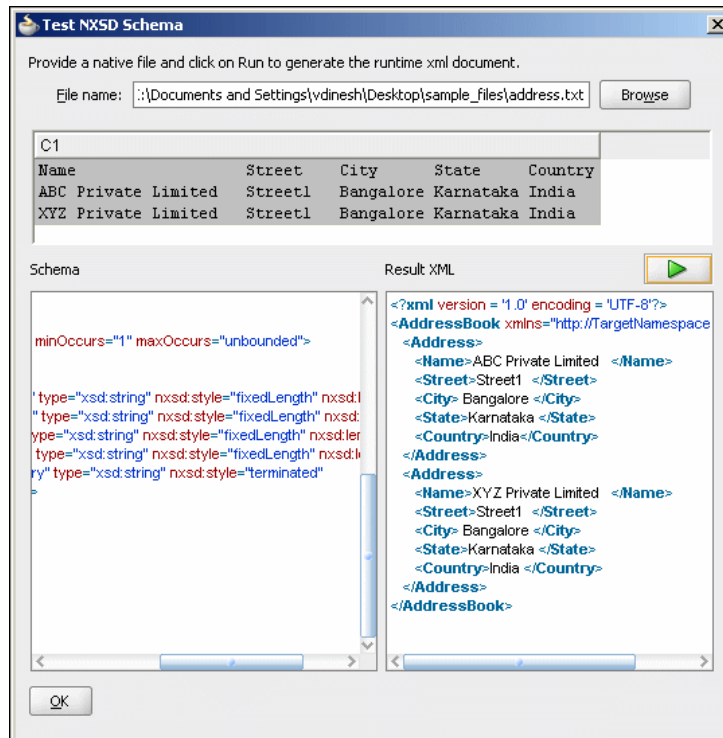 Test NXSD Schema
Provide a native file and click on Run to generate the runtime xml document.
File name: :\Documents and Settings\vdinesh\Desktop\sample_files\address.txt Browse
C1
Name Street City State Country
ABC Private Limited Street1 Bangalore Karnataka India
XYZ Private Limited Street1 Bangalore Karnataka India
Schema
Result XML
minOccurs="1" maxOccurs="unbounded">
" type="xsd:string" nxsd:style="fixedLength" nxsd:l
" type="xsd:string" nxsd:style="fixedLength" nxsd:
ype="xsd:string" nxsd:style="fixedLength" nxsd:ler
type="xsd:string" nxsd:style="fixedLength" nxsd:l
ry" type="xsd:string" nxsd:style="terminated"
>
<?xml version = '1.0' encoding = 'UTF-8'?>
<AddressBook xmlns="http://TargetNamespace
<Address>
<Name>ABC Private Limited </Name>
<Street>Street1 </Street>
<City> Bangalore </City>
<State>Karnataka </State>
<Country>India</Country>
</Address>
<Address>
<Name>XYZ Private Limited </Name>
<Street>Street1 </Street>
<City> Bangalore </City>
<State>Karnataka </State>
<Country>India </Country>
</Address>
</AddressBook>
OK